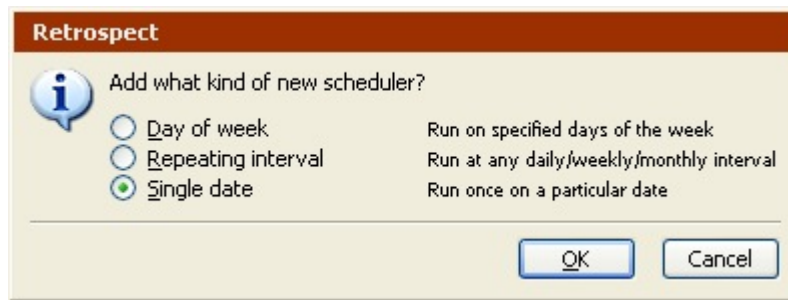 Retrospect
Add what kind of new scheduler?
Day of week Run on specified days of the week
Repeating interval Run at any daily/weekly/monthly interval
Single date Run once on a particular date
OK Cancel